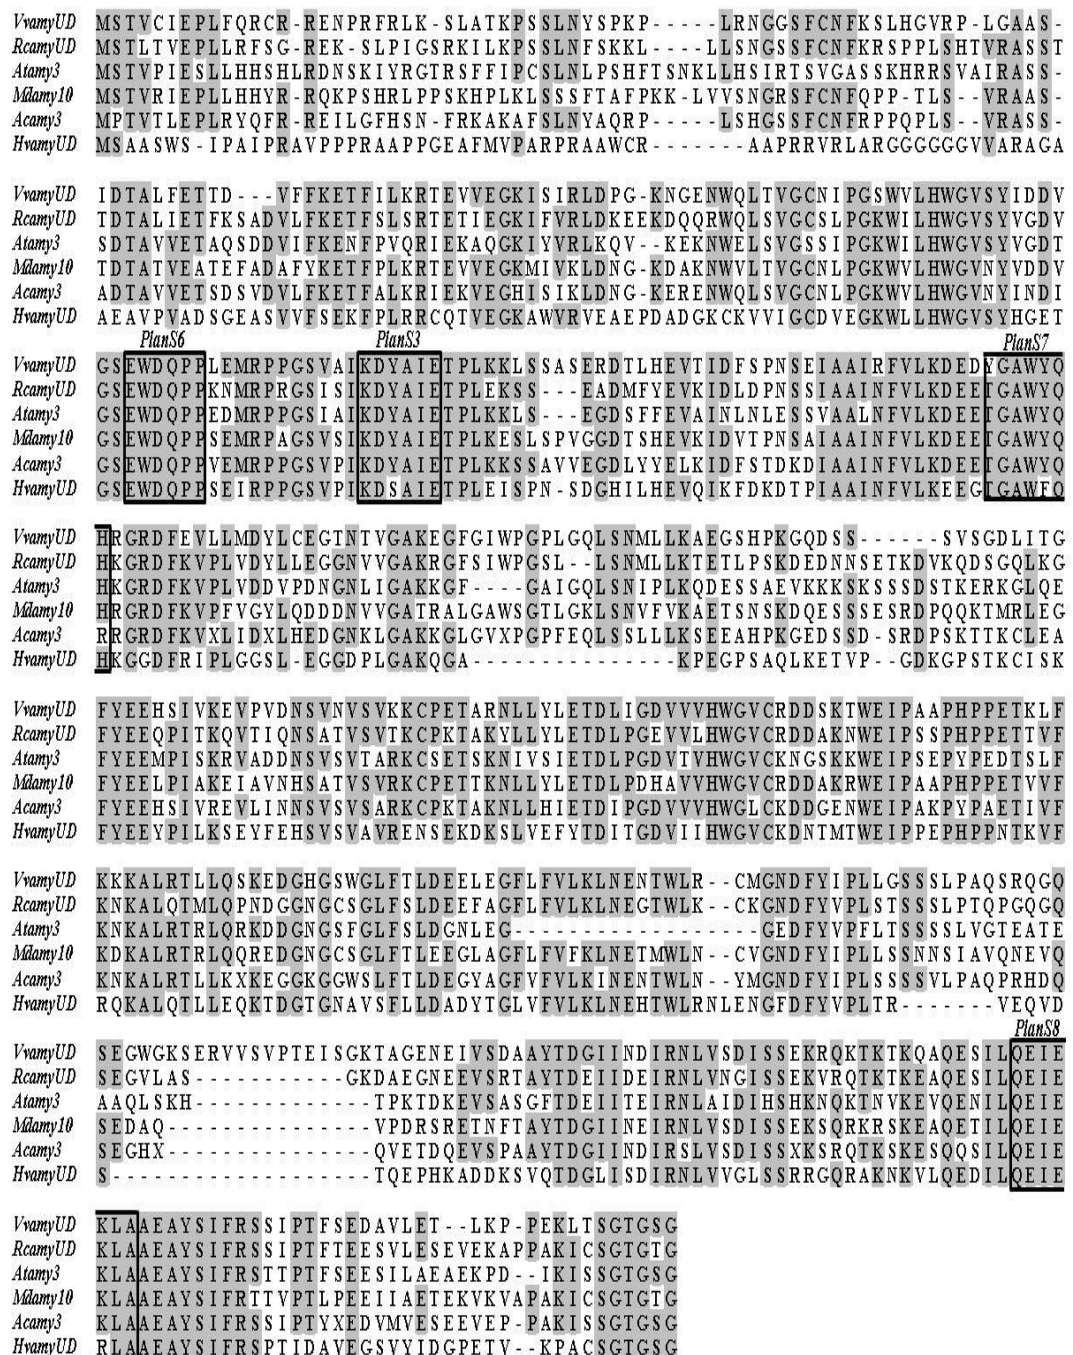 VvamyUD MSTVCIEPLFQRCR-RENPRFRLK-SLATKPSSLNYSPKP-----LRNGGSFCNFKSLHGVRP-LGAAS-
RcamyUD MSTLTVEPLLRFSG-REK-SLPIGSRKILKPSSLNFSKKL----LLSNGSSFCNFKRSPPLSHTVRASST
Atamy3 MSTVPIESLLHHSHLRDNSKIYRGTRSFFIPCSLNLPSHFTSNKLLHSIRTSVGASSKHRRSVAIRASS-
Mdamy10 MSTVRIEPLLHHYR-RQKPSHRLPPSKHPLKLSSSFTAFPKK-LVVSNGRSFCNFQPP-TLS--VRAAS-
Acamy3 MPTVTLEPLRYQFR-REILGFHSN-FRKAKAFSLNYAQRP-----LSHGSSFCNFRPPQPLS--VRASS-
HvamyUD MSAASWS-IPAIPRAVPPPRAAPPGEAFMVPARPRAAWCR-------AAPRRVRLARGGGGGGVVARAGA
VvamyUD IDTALFETTD---VFFKETFILKRTEVVEGKISIRLDPG-KNGENWQLTVGCNIPGSWVLHWGVSYIDDV
RcamyUD TDTALIETFKSADVLFKETFSLSRTETIEGKIFVRLDKEEKDQQRWQLSVGCSLPGKWILHWGVSYVGDV
Atamy3 SDTAVVETAQSDDVIFKENFPVQRIEKAQGKIYVRLKQV--KEKNWELSVGSSIPGKWILHWGVSYVGDT
Mdamy10 TDTATVEATEFADAFYKETFPLKRTEVVEGKMIVKLDNG-KDAKNWVLTVGCNLPGKWVLHWGVNYVDDV
Acamy3 ADTAVVETSDSVDVLFKETFALKRIEKVEGHISIKLDNG-KERENWQLSVGCNLPGKWVLHWGVNYINDI
HvamyUD AEAVPVADSGEASVVFSEKFPLRRCQTVEGKAWVRVEAEPDADGKCKVVIGCDVEGKWLLHWGVSYHGET
PlanS6 PlanS3 PlanS7
VvamyUD GSEWDQPPLEMRPPGSVAIKDYAIETPLKKLSSASERDTLHEVTIDFSPNSEIAAIRFVLKDEDYGAWYQ
RcamyUD GSEWDQPPKNMRPRGSISIKDYAIETPLEKSS---EADMFYEVKIDLDPNSSIAAINFVLKDEETGAWYQ
Atamy3 GSEWDQPPEDMRPPGSIAIKDYAIETPLKKLS---EGDSFFEVAINLNLESSVAALNFVLKDEETGAWYQ
Mdamy10 GSEWDQPPSEMRPAGSVSIKDYAIETPLKESLSPVGGDTSHEVKIDVTPNSAIAAINFVLKDEETGAWYQ
Acamy3 GSEWDQPPVEMRPPGSVPIKDYAIETPLKKSSAVVEGDLYYELKIDFSTDKDIAAINFVLKDEETGAWYQ
HvamyUD GSEWDQPPSEIRPPGSVPIKDSAIETPLEISPN-SDGHILHEVQIKFDKDTPIAAINFVLKEEGTGAWFQ
VvamyUD HRGRDFEVLLMDYLCEGTNTVGAKEGFGIWPGPLGQLSNMLLKAEGSHPKGQDSS------SVSGDLITG
RcamyUD HKGRDFKVPLVDYLLEGGNVVGAKRGFSIWPGSL--LSNMLLKTETLPSKDEDNNSETKDVKQDSGQLKG
Atamy3 HKGRDFKVPLVDDVPDNGNLIGAKKGF----GAIGQLSNIPLKQDESSAEVKKKSKSSSDSTKERKGLQE
Mdamy10 HRGRDFKVPFVGYLQDDDNVVGATRALGAWSGTLGKLSNVFVKAETSNSKDQESSSESRDPQQKTMRLEG
Acamy3 RRGRDFKVXLIDXLHEDGNKLGAKKGLGVXPGPFEQLSSLLLKSEEAHPKGEDSSD-SRDPSKTTKCLEA
HvamyUD HKGGDFRIPLGGSL-EGGDPLGAKQGA---------------KPEGPSAQLKETVP--GDKGPSTKCISK
VvamyUD FYEEHSIVKEVPVDNSVNVSVKKCPETARNLLYLETDLIGDVVVHWGVCRDDSKTWEIPAAPHPPETKLF
RcamyUD FYEEQPITKQVTIQNSATVSVTKCPKTAKYLLYLETDLPGEVVLHWGVCRDDAKNWEIPSSPHPPETTVF
Atamy3 FYEEMPISKRVADDNSVSVTARKCSETSKNIVSIETDLPGDVTVHWGVCKNGSKKWEIPSEPYPEDTSLF
Mdamy10 FYEELPIAKEIAVNHSATVSVRKCPETTKNLLYLETDLPDHAVVHWGVCRDDAKRWEIPAAPHPPETVVF
Acamy3 FYEEHSIVREVLINNSVSVSARKCPKTAKNLLHIETDIPGDVVVHWGLCKDDGENWEIPAKPYPAETIVF
HvamyUD FYEEYPILKSEYFEHSVSVAVRENSEKDKSLVEFYTDITGDVIIHWGVCKDNTMTWEIPPEPHPPNTKVF
VvamyUD KKKALRTLLQSKEDGHGSWGLFTLDEELEGFLFVLKLNENTWLR--CMGNDFYIPLLGSSSLPAQSRQGQ
RcamyUD KNKALQTMLQPNDGGNGCSGLFSLDEEFAGFLFVLKLNEGTWLK--CKGNDFYVPLSTSSSLPTQPGQGQ
Atamy3 KNKALRTRLQRKDDGNGSFGLFSLDGNLEG------------------GEDFYVPFLTSSSSLVGTEATE
Mdamy10 KDKALRTRLQQREDGNGCSGLFTLEEGLAGFLFVFKLNETMWLN--CVGNDFYIPLLSSNNSIAVQNEVQ
Acamy3 KNKALRTLLKXKEGGKGGWSLFTLDEGYAGFVFVLKINENTWLN--YMGNDFYIPLSSSSVLPAQPRHDQ
HvamyUD RQKALQTLLEQKTDGTGNAVSFLLDADYTGLVFVLKLNEHTWLRNLENGFDFYVPLTR-------VEQVD
PlanS8
VvamyUD SEGWGKSERVVSVPTEISGKTAGENEIVSDAAYTDGIINDIRNLVSDISSEKRQKTKTKQAQESILQEIE
RcamyUD SEGVLAS-----------GKDAEGNEEVSRTAYTDEIIDEIRNLVNGISSEKVRQTKTKEAQESILQEIE
Atamy3 AAQLSKH-------------TPKTDKEVSASGFTDEIITEIRNLAIDIHSHKNQKTNVKEVQENILQEIE
Mdamy10 SEDAQ---------------VPDRSRETNFTAYTDGIINEIRNLVSDISSEKSQRKRSKEAQETILQEIE
Acamy3 SEGHX---------------QVETDQEVSPAAYTDGIINDIRSLVSDISSXKSRQTKSKESQQSILQEIE
HvamyUD S-------------------TQEPHKADDKSVQTDGLISDIRNLVVGLSSRRGQRAKNKVLQEDILQEIE
VvamyUD KLAAEAYSIFRSSIPTFSEDAVLET--LKP-PEKLTSGTGSG
RcamyUD KLAAEAYSIFRSSIPTFTEESVLESEVEKAPPAKICSGTGTG
Atamy3 KLAAEAYSIFRSTTPTFSEESILAEAEKPD--IKISSGTGSG
Mdamy10 KLAAEAYSIFRTTVPTLPEEIIAETEKVKVAPAKICSGTGTG
Acamy3 KLAAEAYSIFRSSIPTYXEDVMVESEEVEP-PAKISSGTGSG
HvamyUD RLAAEAYSIFRSPTIDAVEGSVYIDGPETV--KPACSGTGSG